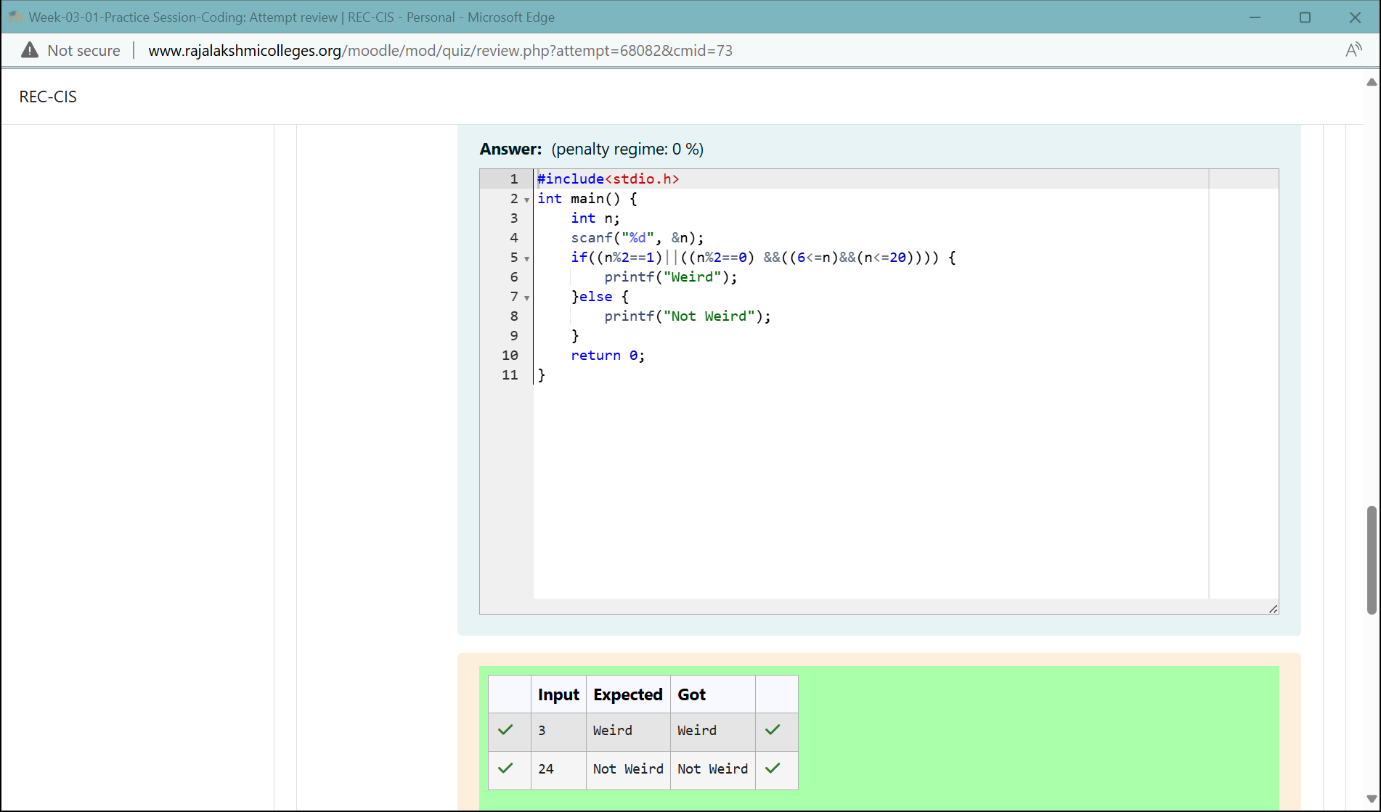 Week-03-01-Practice Session-Coding: Attempt review | REC-CIS - Personal - Microsoft Edge
Not secure | www.rajalakshmicolleges.org/moodle/mod/quiz/review.php?attempt=68082&cmid=73
REC-CIS
Answer: (penalty regime: 0 %)
1 #include<stdio.h>
2 int main() {
3     int n;
4     scanf("%d", &n);
5     if((n%2==1)||((n%2==0) &&((6<=n)&&(n<=20)))) {
6         printf("Weird");
7     }else {
8         printf("Not Weird");
9     }
10     return 0;
11 }
Input Expected Got
3 Weird Weird
24 Not Weird Not Weird